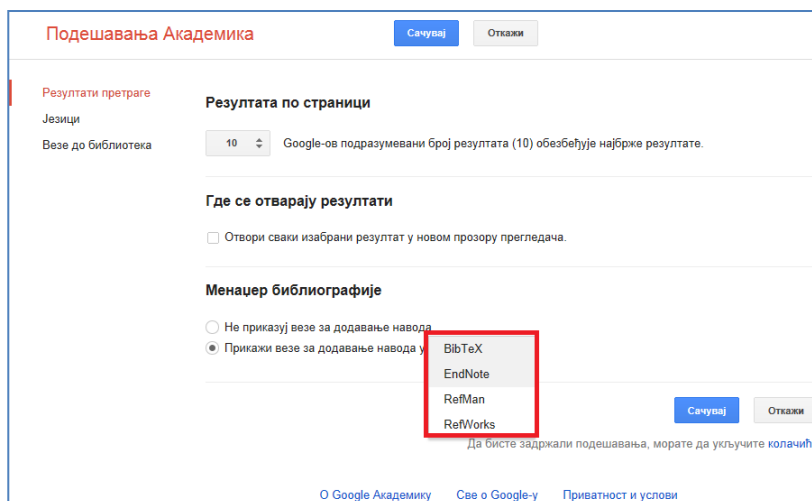 Подешавања Академика
Сачувај Откажи
Резултати претраге
Језици
Везе до библиотека
Резултата по страници
10 Google-ов подразумевани број резултата (10) обезбеђује најбрже резултате.
Где се отварају резултати
Отвори сваки изабрани резултат у новом прозору прегледача.
Менаџер библиографије
Не приказуј везе за додавање навода
Прикажи везе за додавање навода у
BibTeX
EndNote
RefMan
RefWorks
Сачувај Откажи
Да бисте задржали подешавања, морате да укључите
О Google Академику Све о Google-у Приватност и услови